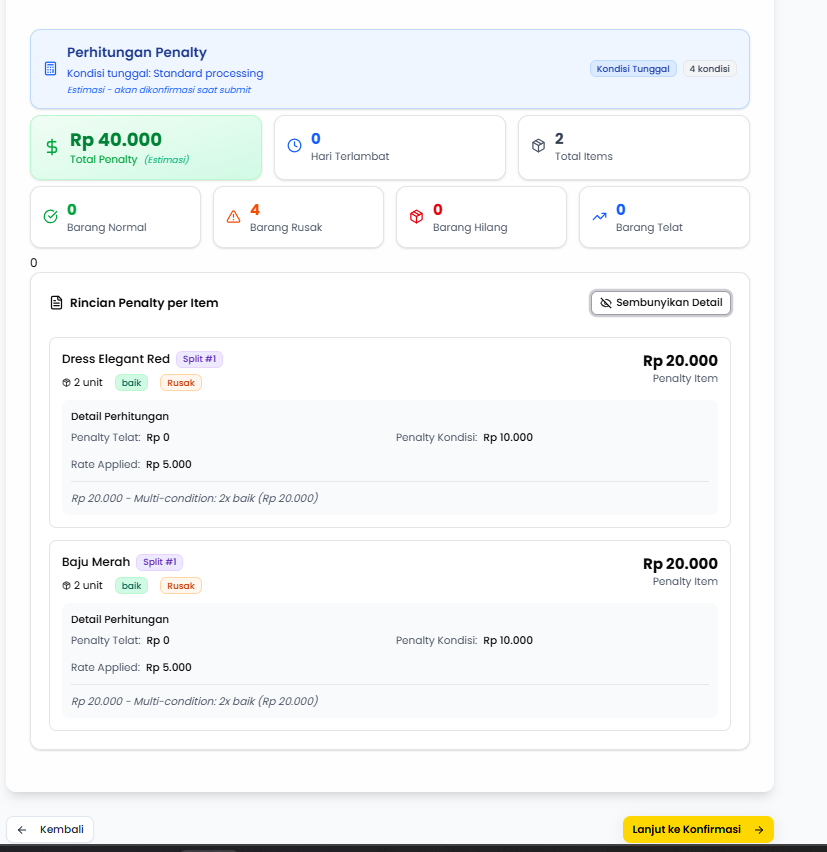 Perhitungan Penalty
Kondisi tunggal: Standard processing
Estimasi - akan dikonfirmasi saat submit
Kondisi Tunggal
4 kondisi
Rp 40.000
Total Penalty (Estimasi)
0
Hari Terlambat
2
Total Items
0
Barang Normal
4
Barang Rusak
0
Barang Hilang
0
Barang Telat
0
Rincian Penalty per Item
Sembunyikan Detail
Dress Elegant Red Split #1
Rp 20.000
2 unit baik Rusak
Penalty Item
Detail Perhitungan
Penalty Telat: Rp 0 Penalty Kondisi: Rp 10.000
Rate Applied: Rp 5.000
Rp 20.000 - Multi-condition: 2x baik (Rp 20.000)
Baju Merah Split #1
Rp 20.000
2 unit baik Rusak
Penalty Item
Detail Perhitungan
Penalty Telat: Rp 0 Penalty Kondisi: Rp 10.000
Rate Applied: Rp 5.000
Rp 20.000 - Multi-condition: 2x baik (Rp 20.000)
Kembali
Lanjut ke Konfirmasi